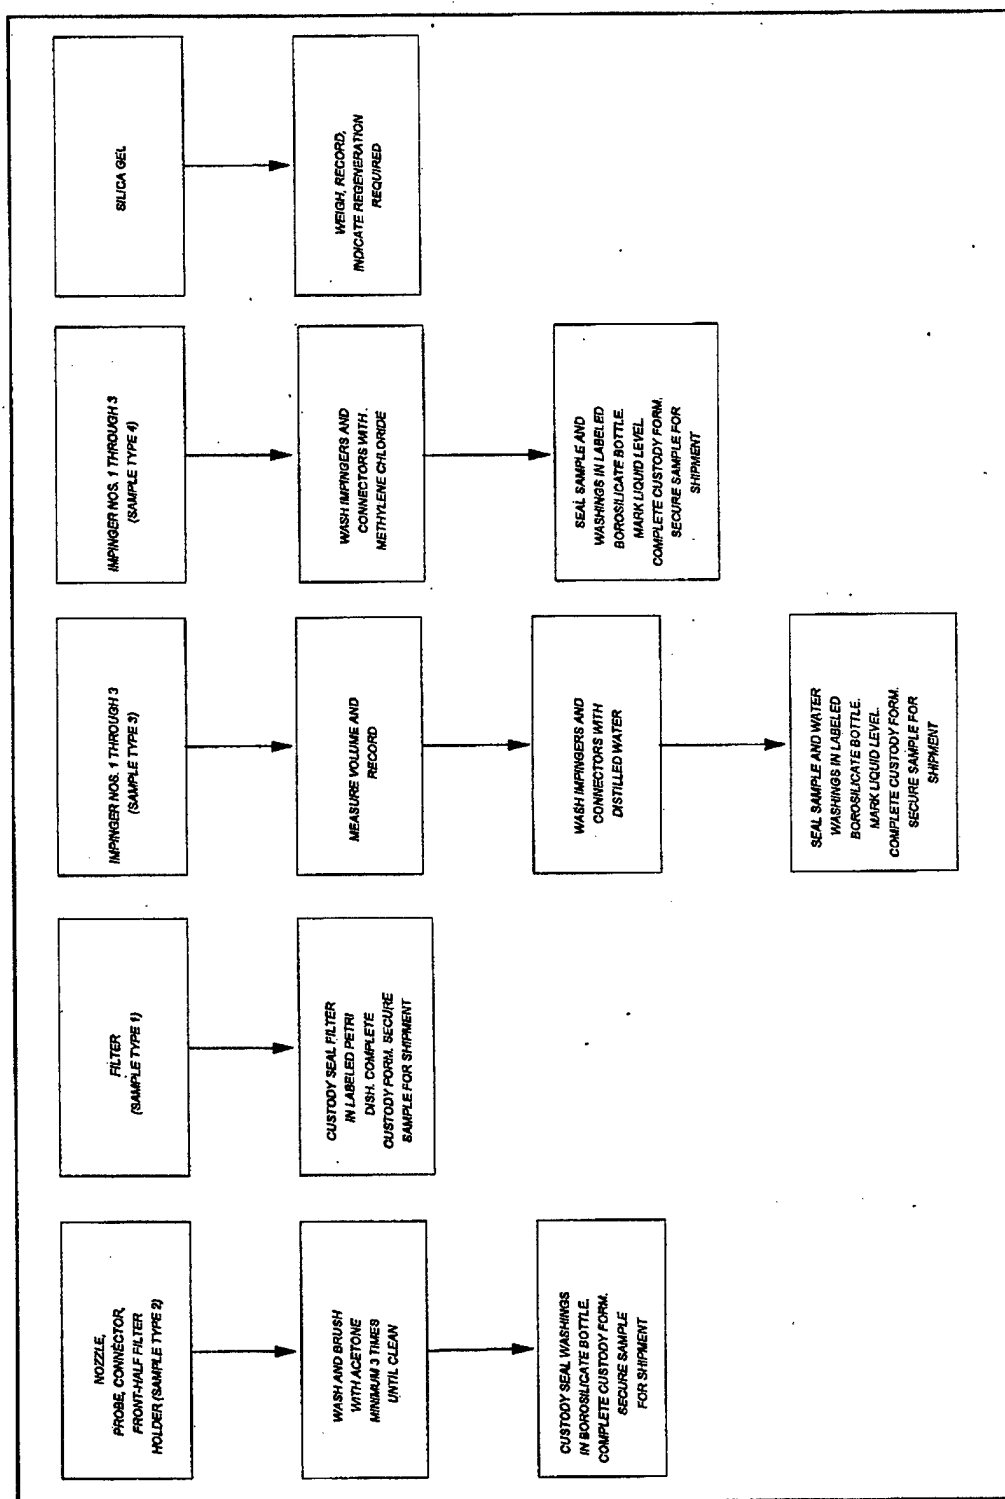 NOZZLE,
PROBE, CONNECTOR,
FRONT-HALF FILTER
HOLDER (SAMPLE TYPE 2)
WASH AND BRUSH
WITH ACETONE
MINIMUM 3 TIMES
UNTIL CLEAN
CUSTODY SEAL WASHINGS
IN BOROSILICATE BOTTLE.
COMPLETE CUSTODY FORM.
SECURE SAMPLE
FOR SHIPMENT
FILTER
(SAMPLE TYPE 1)
CUSTODY SEAL FILTER
IN LABELED PETRI
DISH. COMPLETE
CUSTODY FORM. SECURE
SAMPLE FOR SHIPMENT
IMPINGER NOS. 1 THROUGH 3
(SAMPLE TYPE 3)
MEASURE VOLUME AND
RECORD
WASH IMPINGERS AND
CONNECTORS WITH
DISTILLED WATER
SEAL SAMPLE AND WATER
WASHINGS IN LABELED
BOROSILICATE BOTTLE.
MARK LIQUID LEVEL.
COMPLETE CUSTODY FORM.
SECURE SAMPLE FOR
SHIPMENT
IMPINGER NOS. 1 THROUGH 3
(SAMPLE TYPE 4)
WASH IMPINGERS AND
CONNECTORS WITH
METHYLENE CHLORIDE
SEAL SAMPLE AND
WASHINGS IN LABELED
BOROSILICATE BOTTLE.
MARK LIQUID LEVEL.
COMPLETE CUSTODY FORM.
SECURE SAMPLE FOR
SHIPMENT
SILICA GEL
WEIGH, RECORD,
INDICATE REGENERATION
REQUIRED